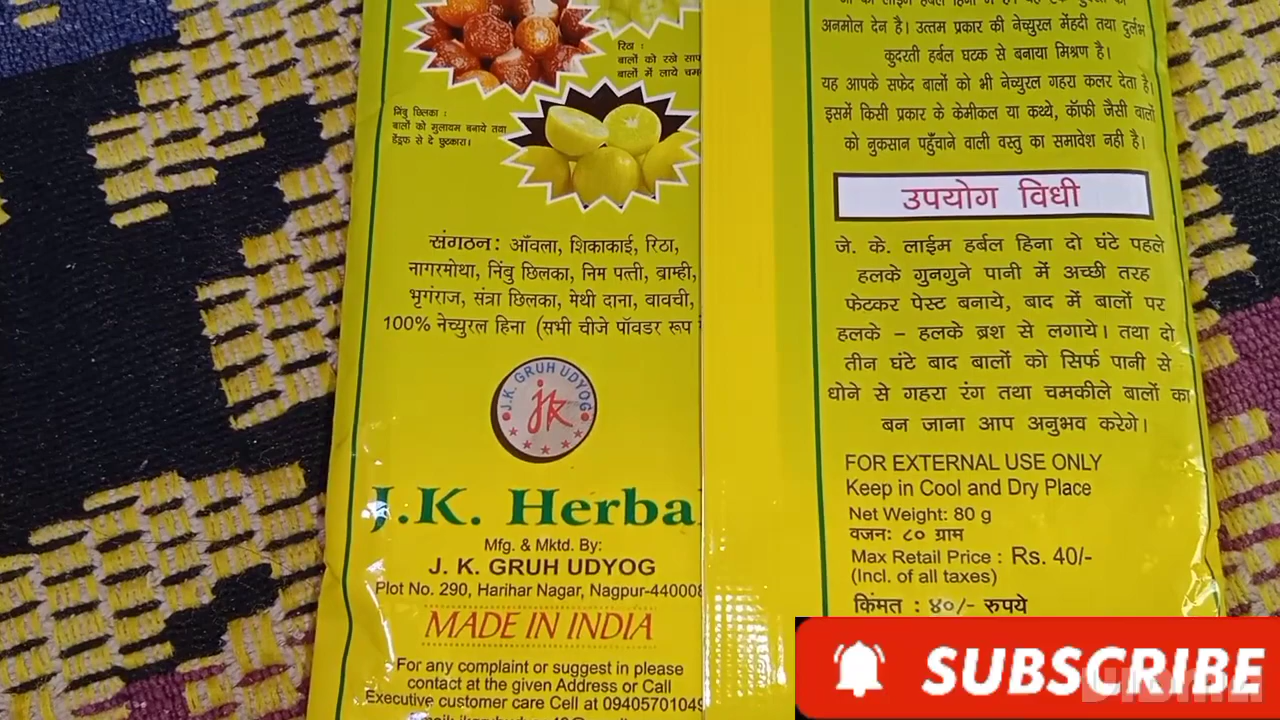 रिठा :
बालों को रखे साप
बालों में लाये चम
निंबु छिलका :
बालों को मुलायम बनाये तथा
डेंड्रफ से दे छुटकारा।
संगठन: आँवला, शिकाकाई, रिठा,
नागरमोथा, निंबु छिलका, निम पत्ती, ब्राम्ही,
भृगंराज, संत्रा छिलका, मेथी दाना, वावची,
100% नेच्युरल हिना (सभी चीजे पॉवडर रूप
J.K. GRUH UDYOG
JK
J.K. Herbal
Mfg. & Mktd. By:
J. K. GRUH UDYOG
Plot No. 290, Harihar Nagar, Nagpur-440008
MADE IN INDIA
For any complaint or suggest in please
contact at the given Address or Call
Executive customer care Cell at 09405701049
अनमोल देन है। उत्तम प्रकार की नेच्युरल मेंहदी तथा दुर्लभ
कुदरती हर्बल घटक से बनाया मिश्रण है।
यह आपके सफेद बालों को भी नेच्युरल गहरा कलर देता है।
इसमें किसी प्रकार के केमीकल या कथ्थे, कॉफी जैसी बालों
को नुकसान पहुँचाने वाली वस्तु का समावेश नही है।
उपयोग विधी
जे. के. लाईम हर्बल हिना दो घंटे पहले
हलके गुनगुने पानी में अच्छी तरह
फेटकर पेस्ट बनाये, बाद में बालों पर
हलके – हलके ब्रश से लगाये। तथा दो
तीन घंटे बाद बालों को सिर्फ पानी से
धोने से गहरा रंग तथा चमकीले बालों का
बन जाना आप अनुभव करेगे।
FOR EXTERNAL USE ONLY
Keep in Cool and Dry Place
Net Weight: 80 g
वजन: ८० ग्राम
Max Retail Price : Rs. 40/-
(Incl. of all taxes)
किंमत : ४०/- रुपये
SUBSCRIBE